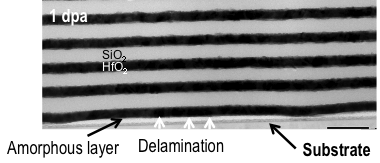 1 dpa
SiO₂
HfO₂
Amorphous layer Delamination Substrate